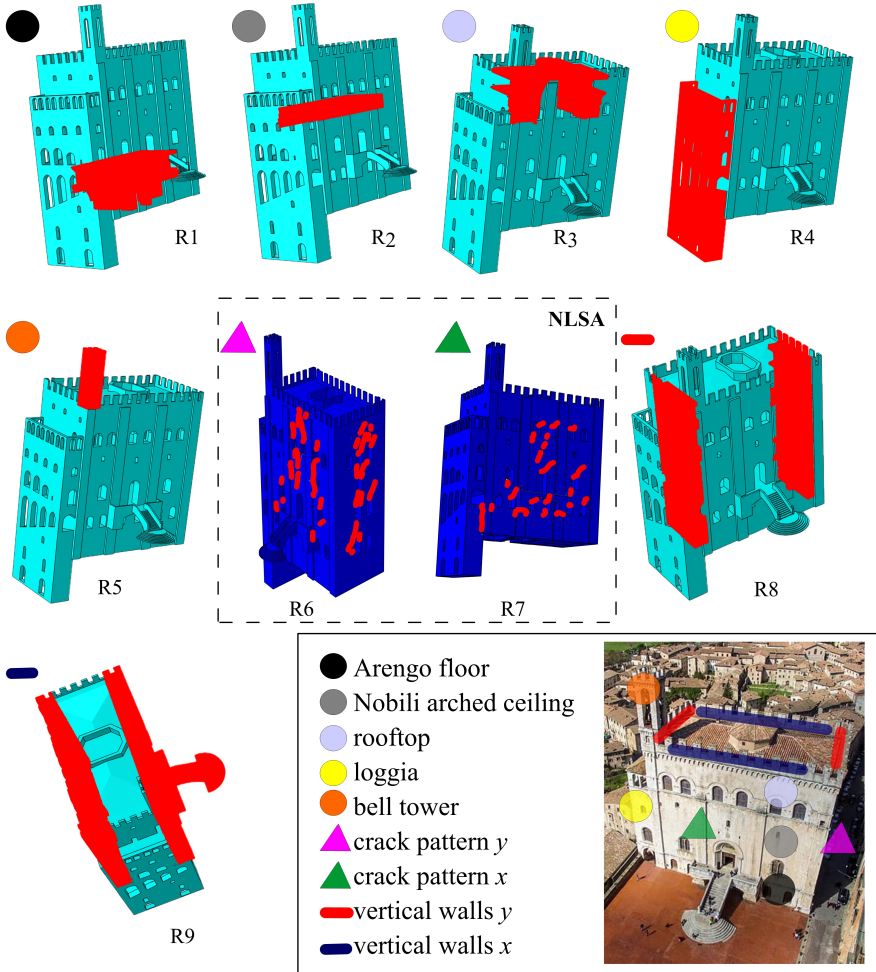 R1
R2
R3
R4
NLSA
R5
R6
R7
R8
R9
Arengo floor
Nobili arched ceiling
rooftop
loggia
bell tower
crack pattern y
crack pattern x
vertical walls y
vertical walls x